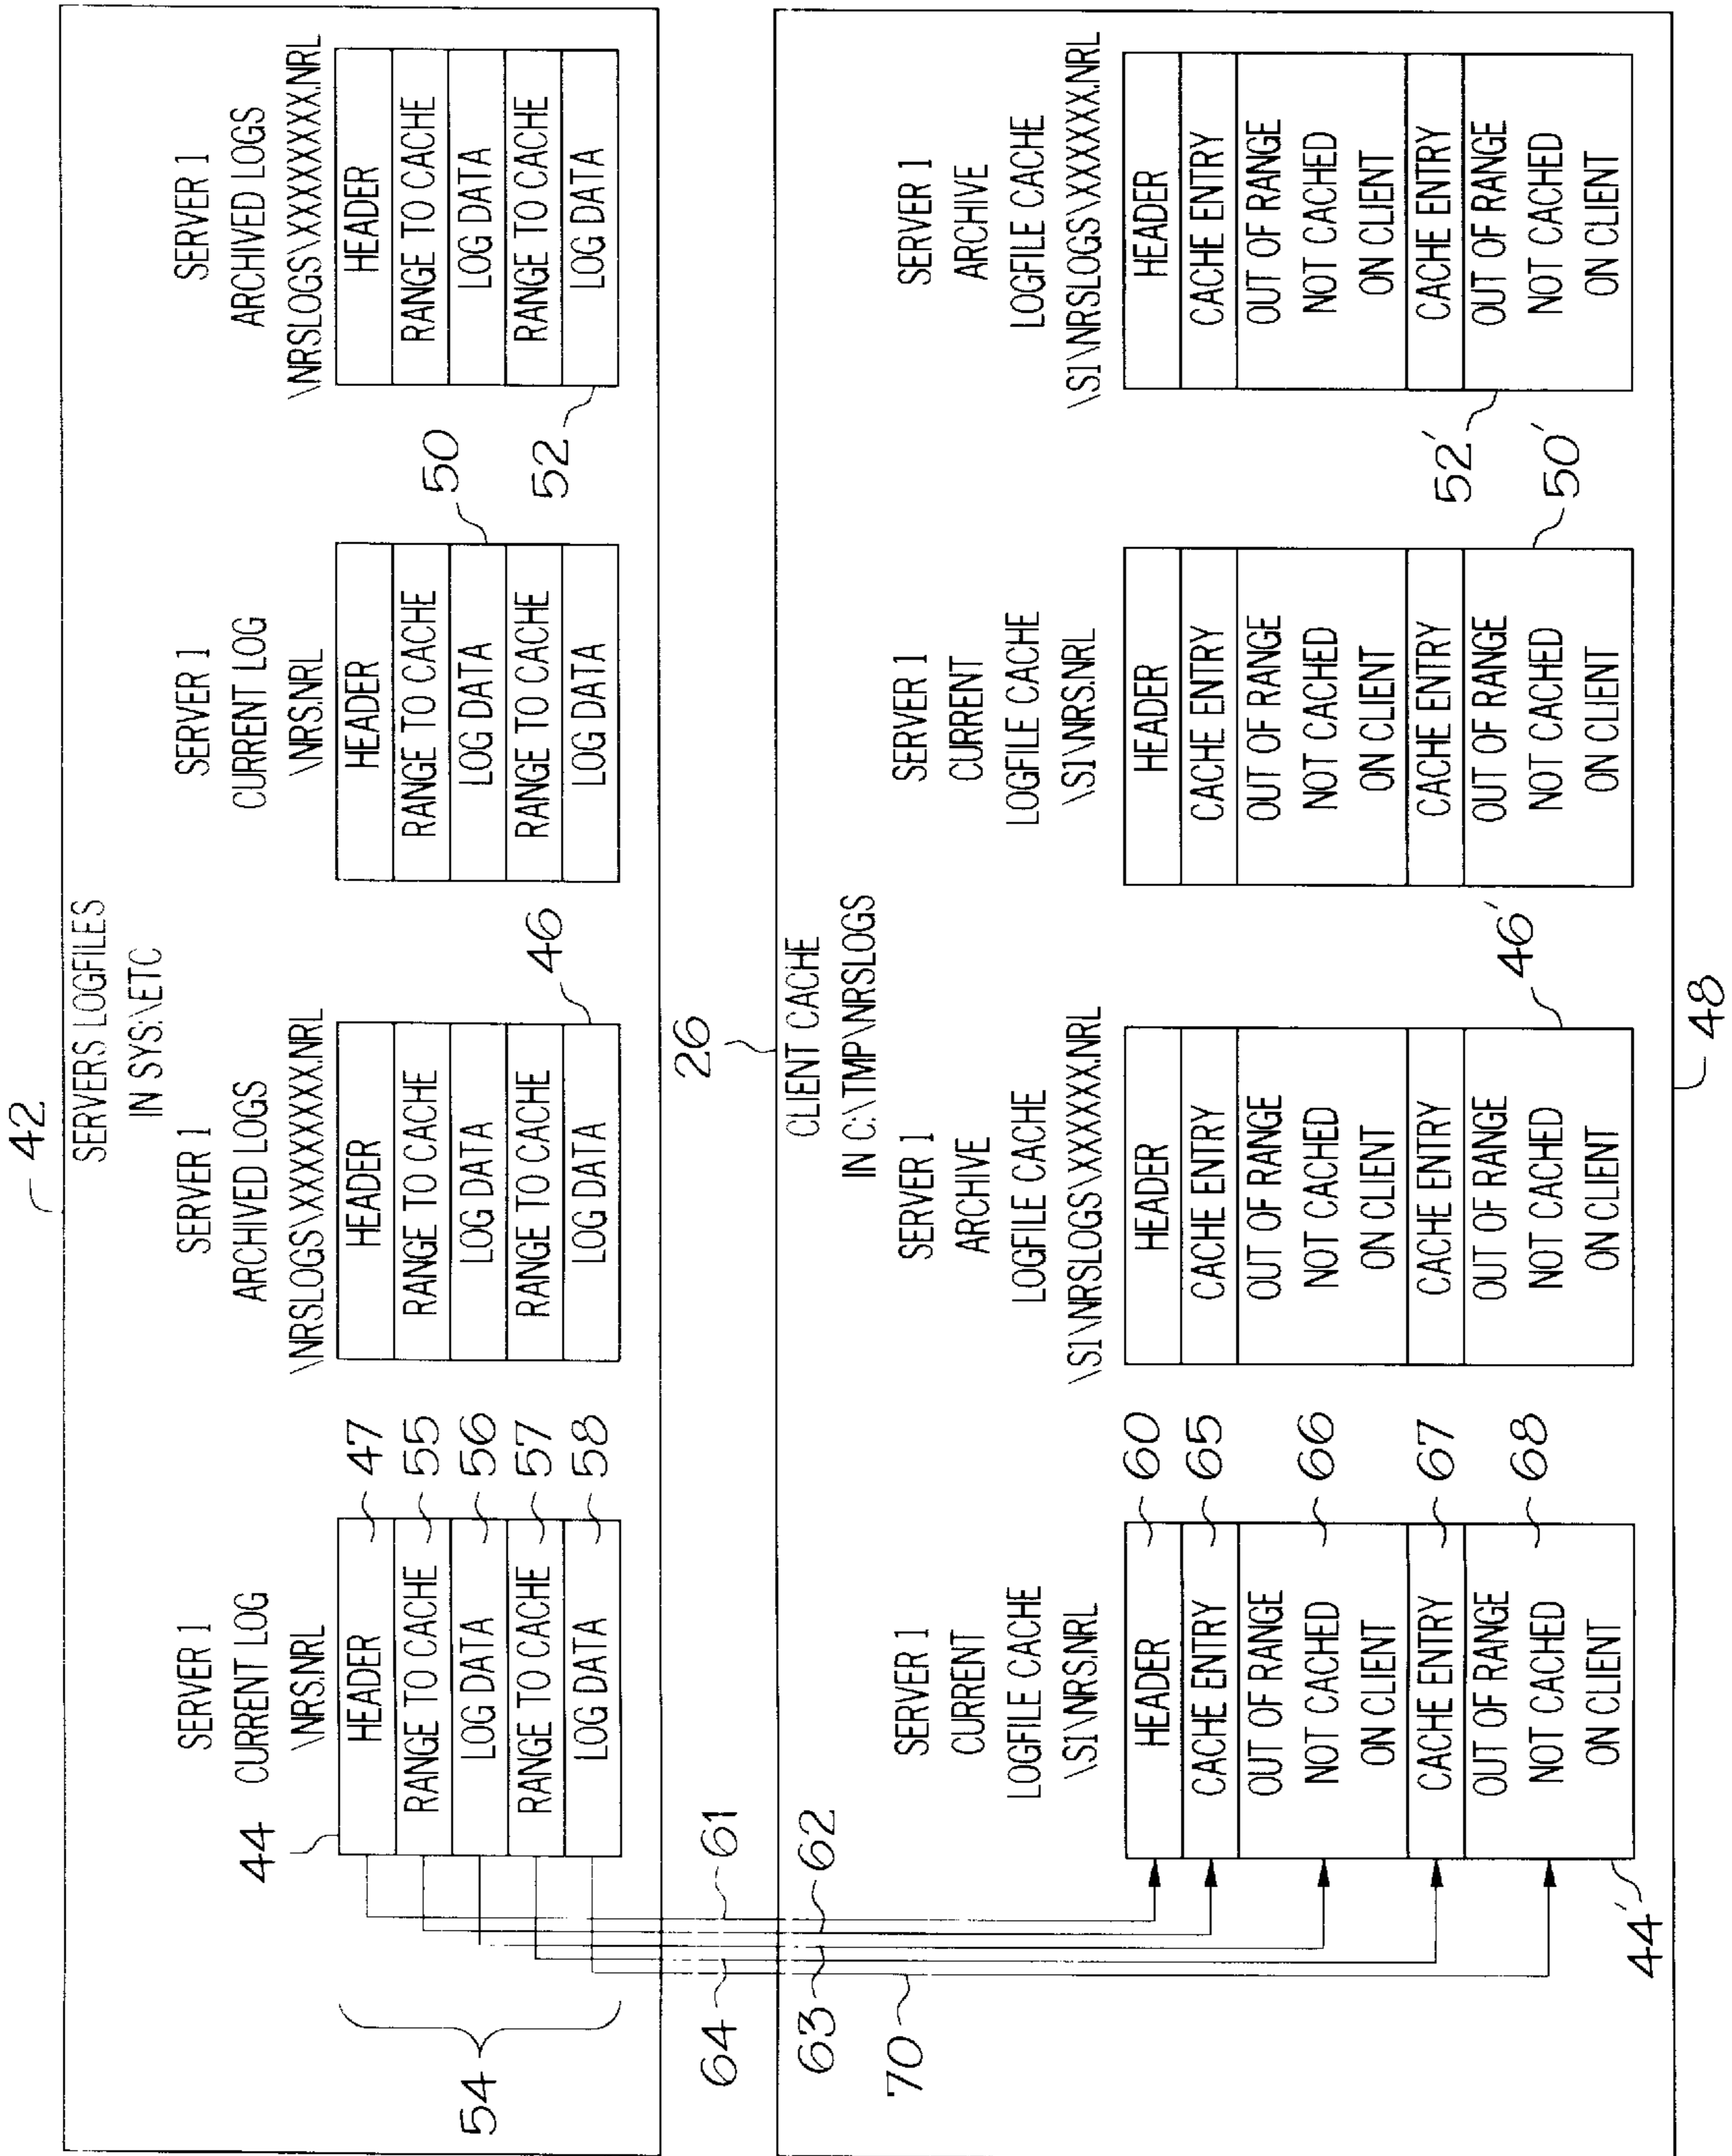 42
SERVERS LOGFILES
IN SYS:\ETC
SERVER 1
CURRENT LOG
\NRS.NRL
44
HEADER
RANGE TO CACHE
LOG DATA
RANGE TO CACHE
LOG DATA
47
55
56
57
58
54
SERVER 1
ARCHIVED LOGS
\NRSLOGS\XXXXXXX.NRL
HEADER
RANGE TO CACHE
LOG DATA
RANGE TO CACHE
LOG DATA
46
SERVER 1
CURRENT LOG
\NRS.NRL
HEADER
RANGE TO CACHE
LOG DATA
RANGE TO CACHE
LOG DATA
50
SERVER 1
ARCHIVED LOGS
\NRSLOGS\XXXXXXX.NRL
HEADER
RANGE TO CACHE
LOG DATA
RANGE TO CACHE
LOG DATA
52
64
61
26
63
62
70
CLIENT CACHE
IN C:\TMP\NRSLOGS
SERVER 1
CURRENT
LOGFILE CACHE
\S1\NRS.NRL
HEADER
CACHE ENTRY
OUT OF RANGE
NOT CACHED
ON CLIENT
CACHE ENTRY
OUT OF RANGE
NOT CACHED
ON CLIENT
60
65
66
67
68
44'
SERVER 1
ARCHIVE
LOGFILE CACHE
\S1\NRSLOGS\XXXXX.NRL
HEADER
CACHE ENTRY
OUT OF RANGE
NOT CACHED
ON CLIENT
CACHE ENTRY
OUT OF RANGE
NOT CACHED
ON CLIENT
46'
SERVER 1
CURRENT
LOGFILE CACHE
\S1\NRS.NRL
HEADER
CACHE ENTRY
OUT OF RANGE
NOT CACHED
ON CLIENT
CACHE ENTRY
OUT OF RANGE
NOT CACHED
ON CLIENT
50'
SERVER 1
ARCHIVE
LOGFILE CACHE
\S1\NRSLOGS\XXXXX.NRL
HEADER
CACHE ENTRY
OUT OF RANGE
NOT CACHED
ON CLIENT
CACHE ENTRY
OUT OF RANGE
NOT CACHED
ON CLIENT
52'
48